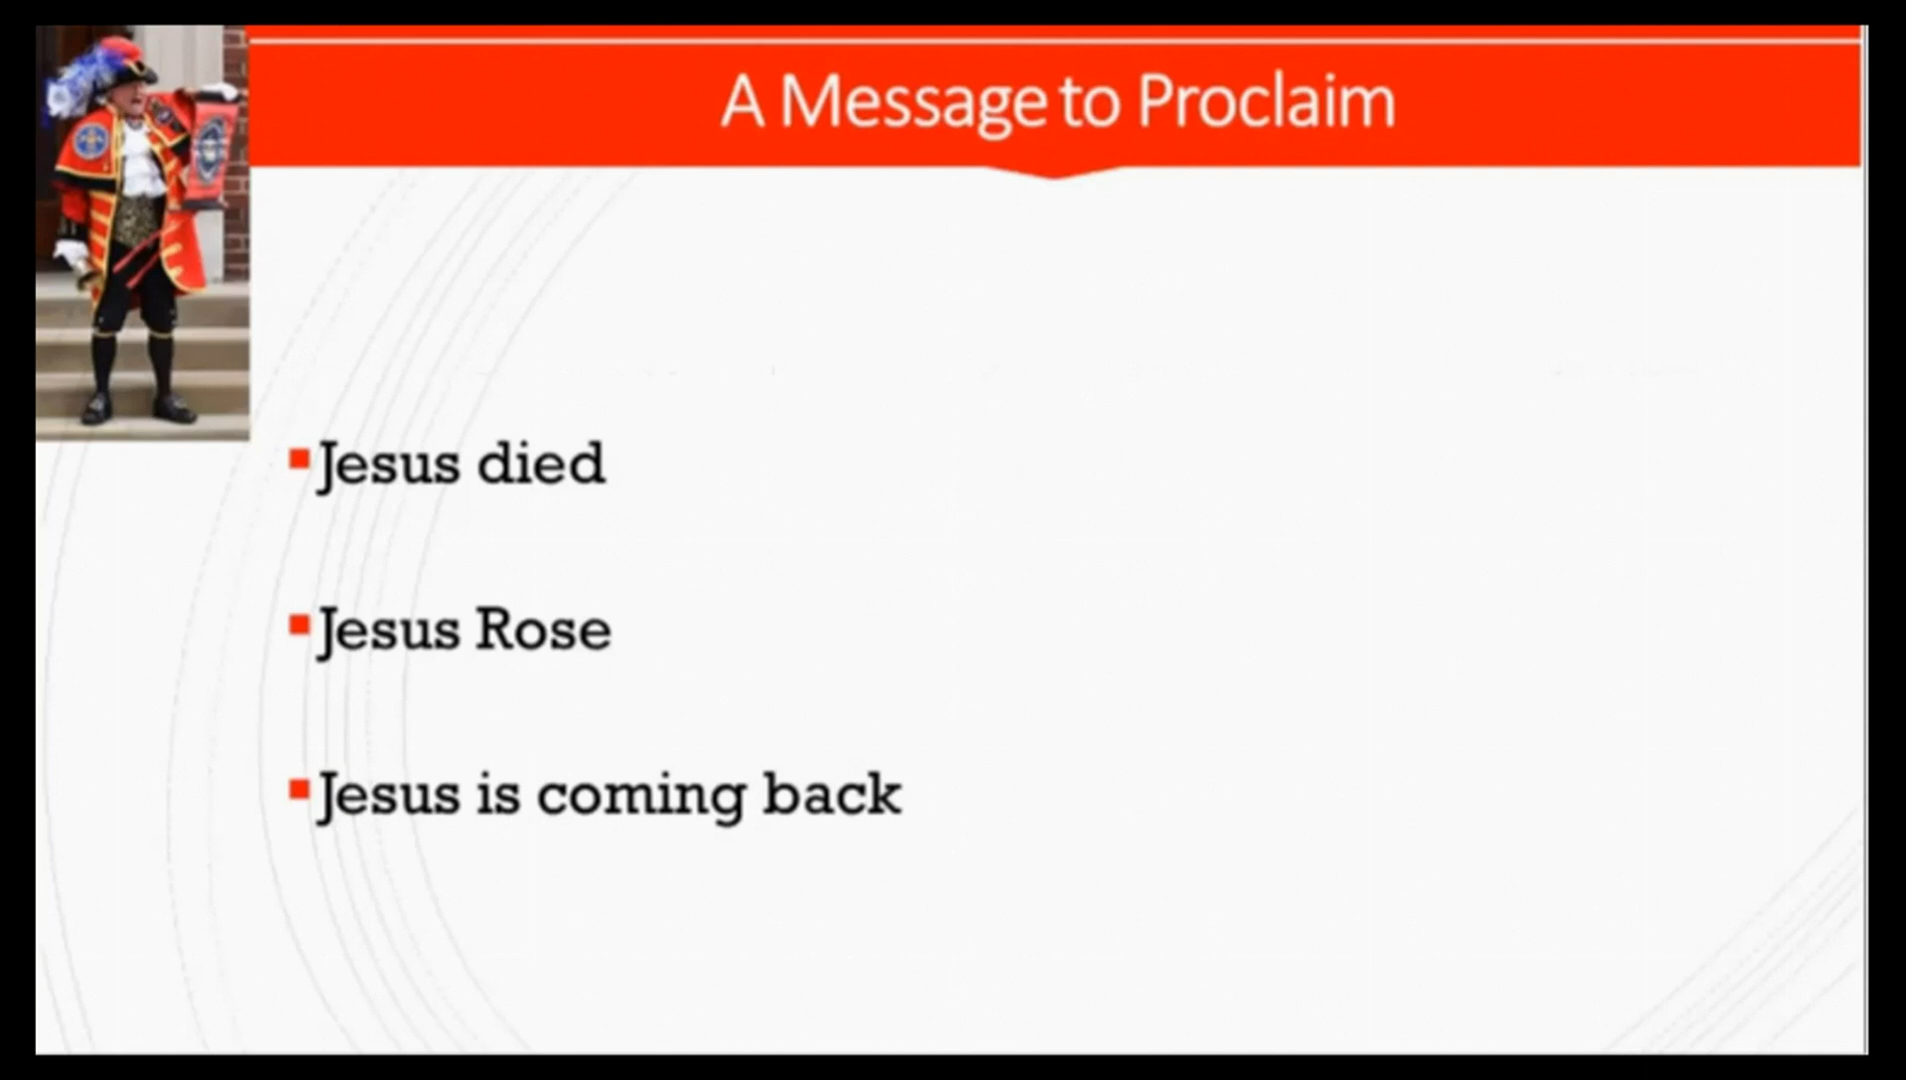 A Message to Proclaim
Jesus died
Jesus Rose
Jesus is coming back